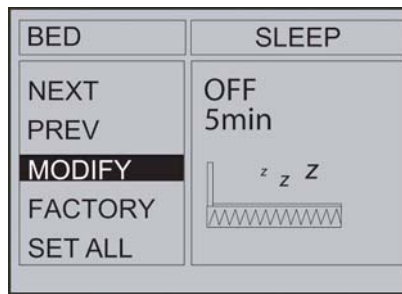 BED
SLEEP
NEXT
PREV
MODIFY
FACTORY
SET ALL
OFF
5min
z z Z